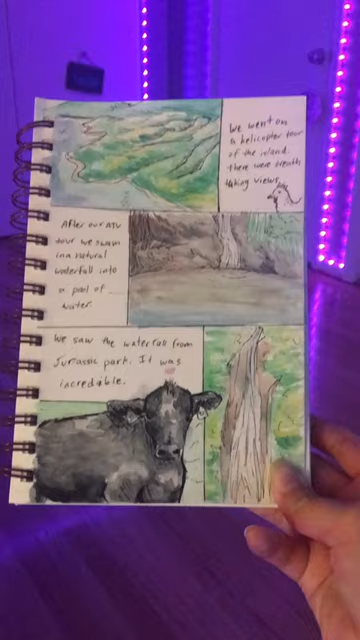 We went on
a helicopter tour
of the island.
there were breath
taking views.
After our ATV
tour we swam
in a natural
waterfall into
a pool of
water.
We saw the waterfall from
Jurassic park. It was
incredible.